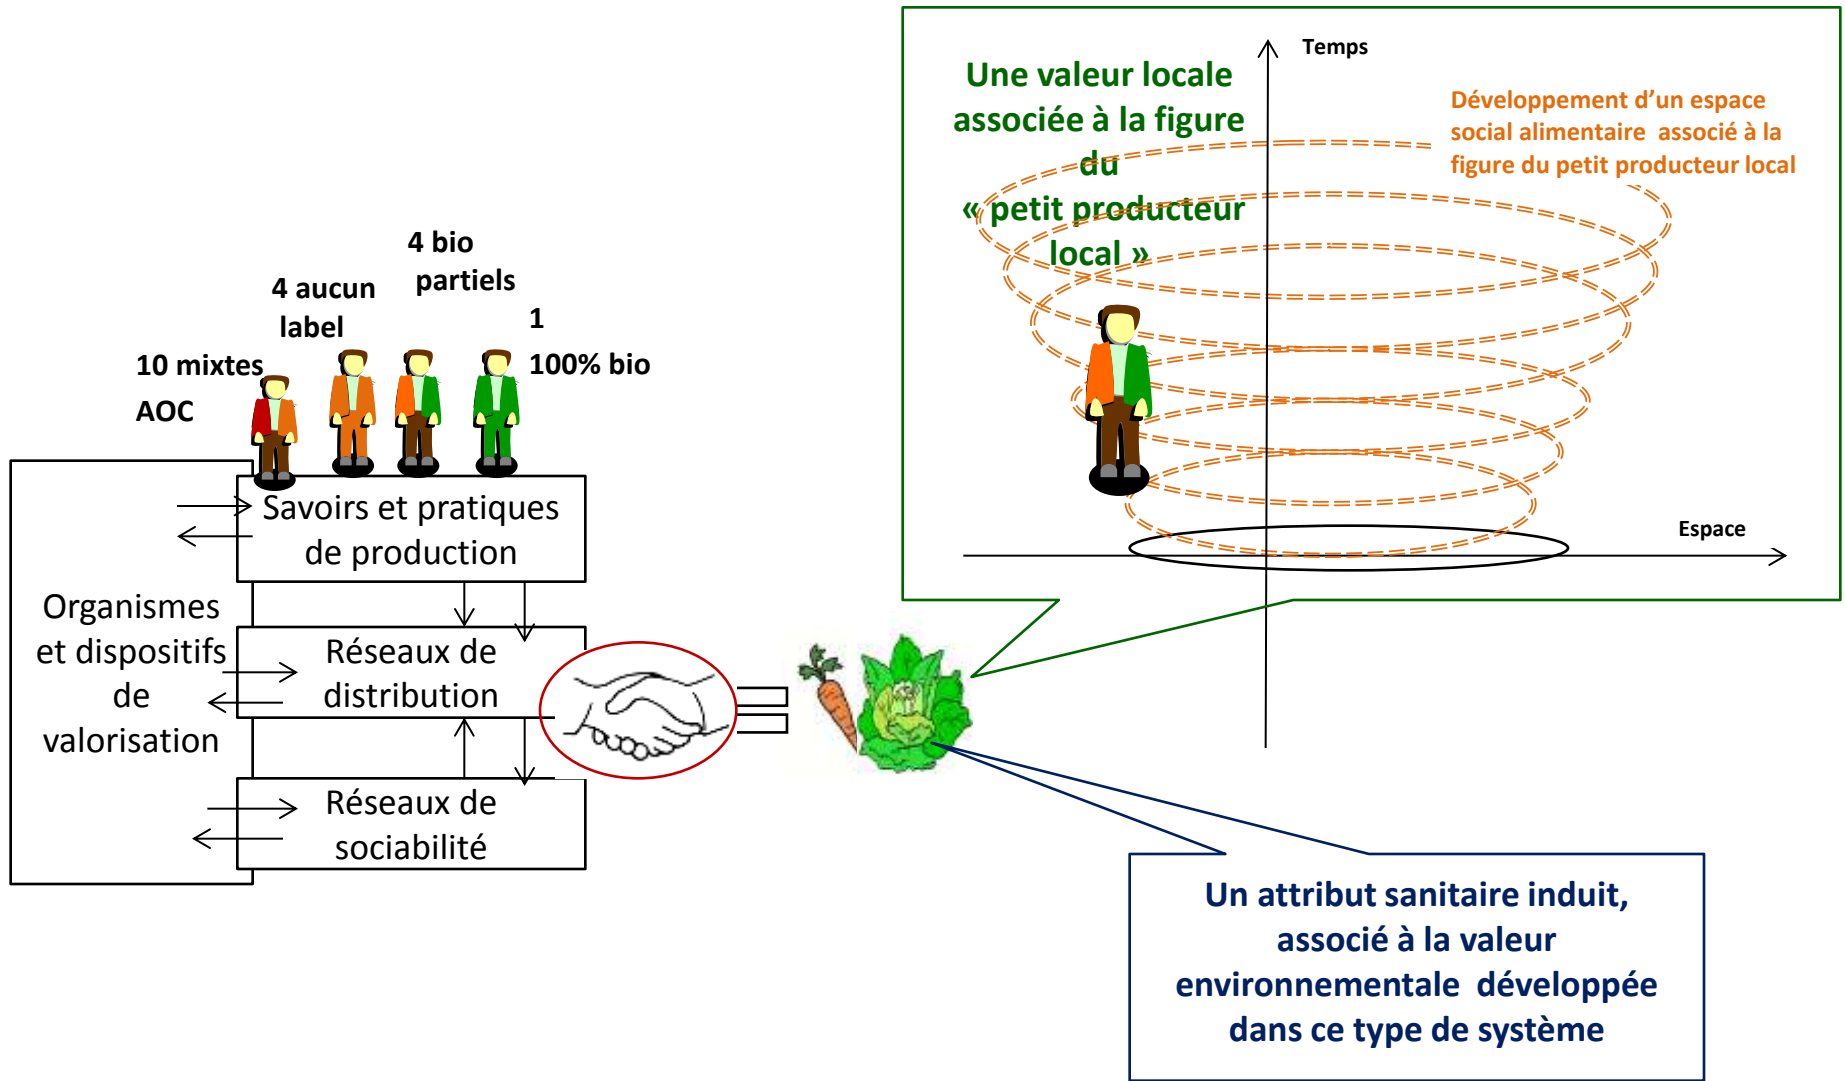 4 bio
partiels
4 aucun
label
1
100% bio
10 mixtes
AOC
Savoirs et pratiques
de production
Organismes
et dispositifs
de
valorisation
Réseaux de
distribution
Réseaux de
sociabilité
Une valeur locale
associée à la figure
du
« petit producteur
local »
Temps
Développement d’un espace
social alimentaire associé à la
figure du petit producteur local
Espace
Un attribut sanitaire induit,
associé à la valeur
environnementale développée
dans ce type de système